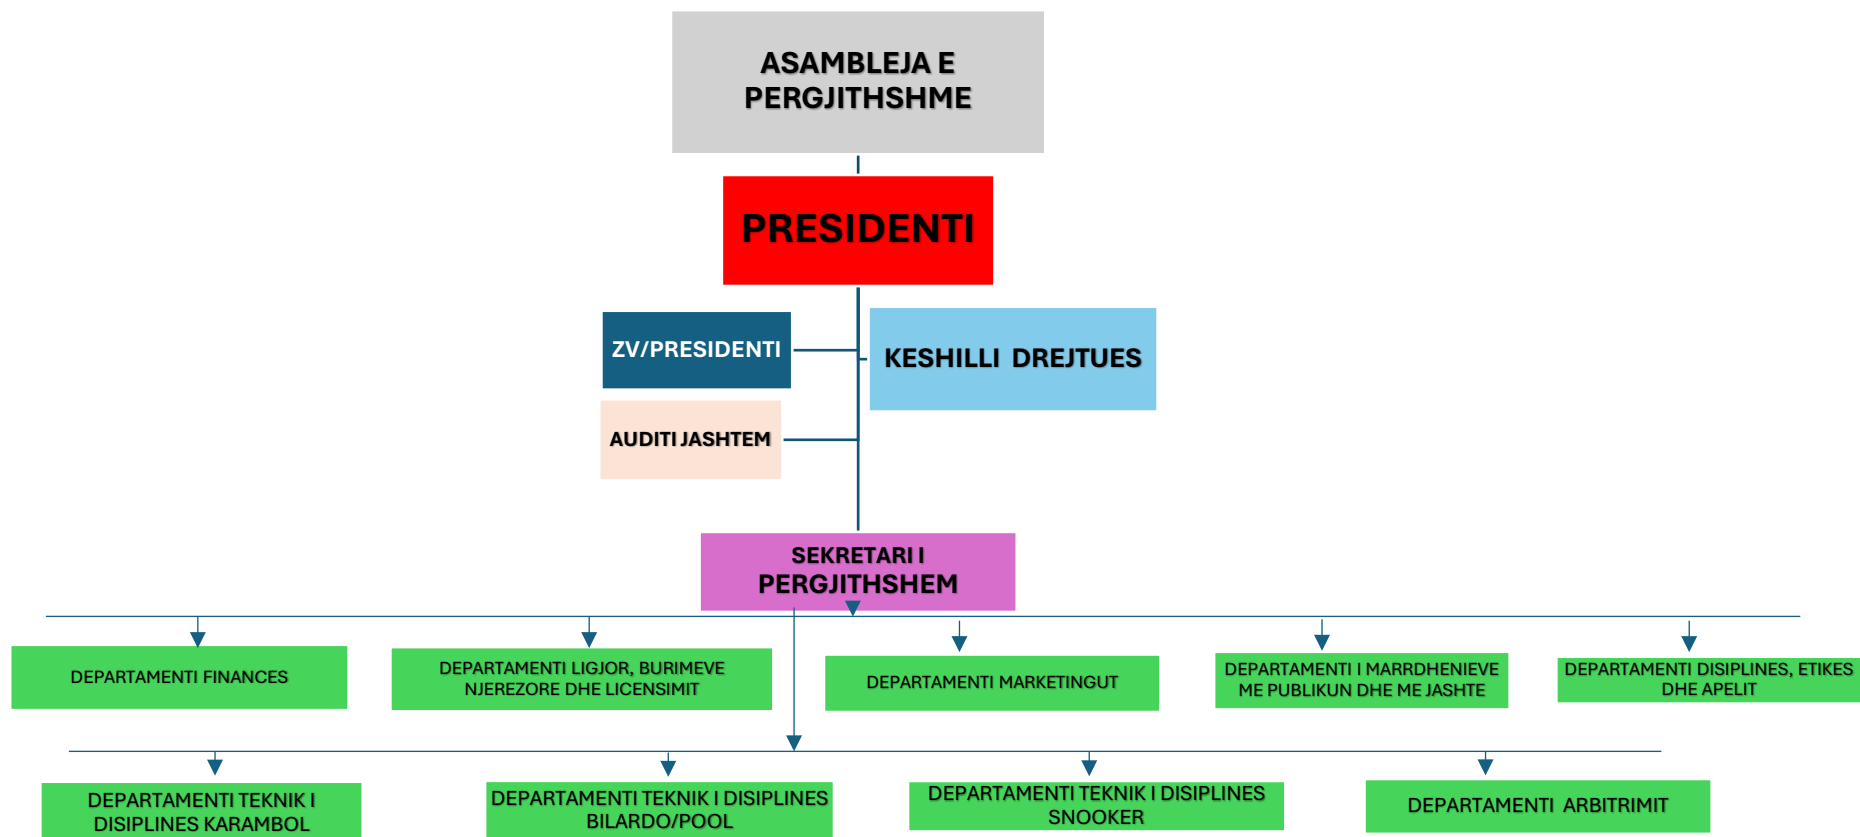 ASAMBLEJA E
PERGJITHSHME
PRESIDENTI
ZV/PRESIDENTI
KESHILLI DREJTUES
AUDITI JASHTEM
SEKRETARI I
PERGJITHSHEM
DEPARTAMENTI FINANCES
DEPARTAMENTI LIGJOR, BURIMEVE
NJEREZORE DHE LICENSIMIT
DEPARTAMENTI MARKETINGUT
DEPARTAMENTI I MARRDHENIEVE
ME PUBLIKUN DHE ME JASHTE
DEPARTAMENTI DISIPLINES, ETIKES
DHE APELIT
DEPARTAMENTI TEKNIK I
DISIPLINES KARAMBOL
DEPARTAMENTI TEKNIK I DISIPLINES
BILARDO/POOL
DEPARTAMENTI TEKNIK I DISIPLINES
SNOOKER
DEPARTAMENTI ARBITRIMIT